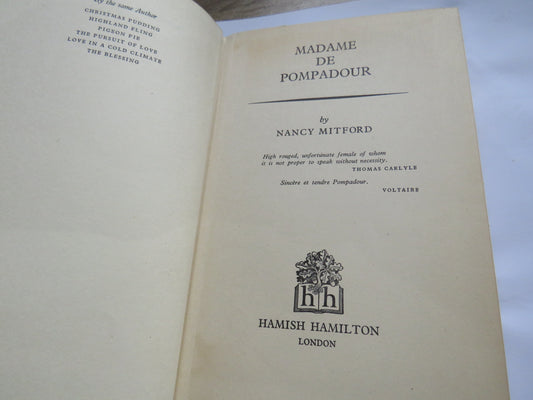 By the same Author
CHRISTMAS PUDDING
HIGHLAND FLING
PIGEON PIE
THE PURSUIT OF LOVE
LOVE IN A COLD CLIMATE
THE BLESSING
MADAME
DE
POMPADOUR
by
NANCY MITFORD
High rouged, unfortunate female of whom
it is not proper to speak without necessity.
THOMAS CARLYLE
Sincère et tendre Pompadour.
VOLTAIRE
h h
HAMISH HAMILTON
LONDON